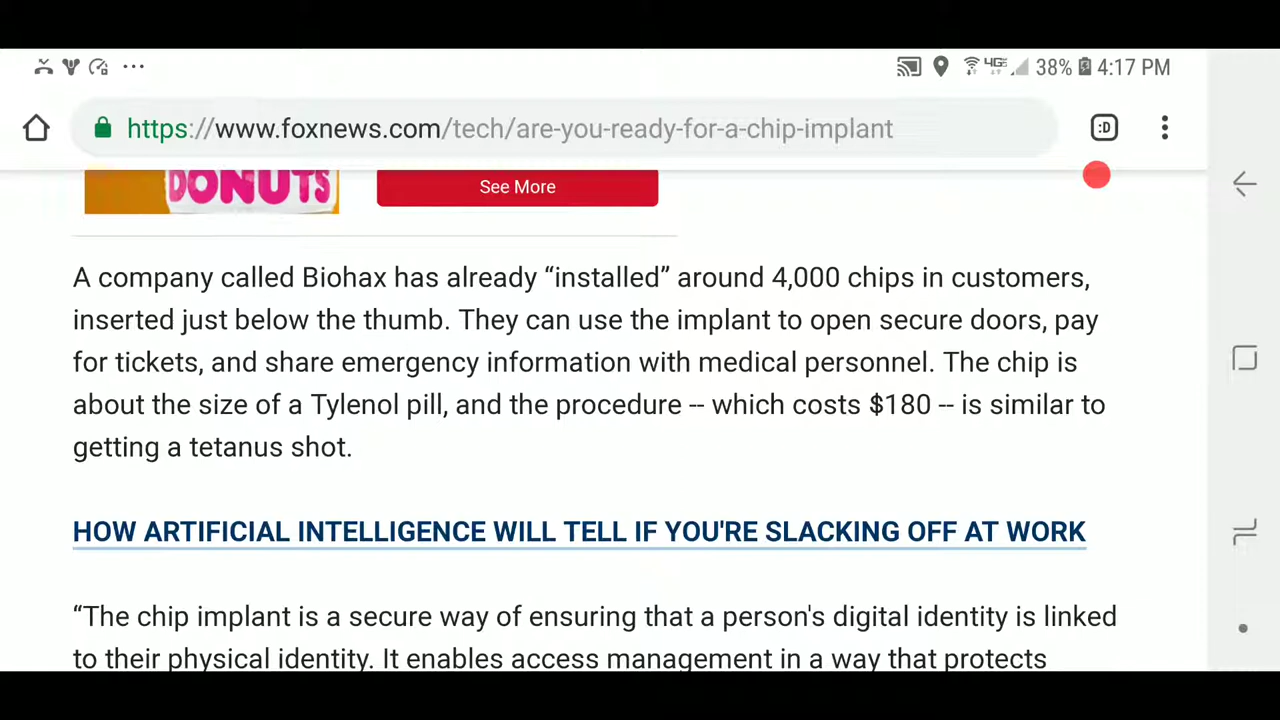 38% 4:17 PM
https://www.foxnews.com/tech/are-you-ready-for-a-chip-implant
:D
DONUTS
See More
A company called Biohax has already “installed” around 4,000 chips in customers,
inserted just below the thumb. They can use the implant to open secure doors, pay
for tickets, and share emergency information with medical personnel. The chip is
about the size of a Tylenol pill, and the procedure -- which costs $180 -- is similar to
getting a tetanus shot.
HOW ARTIFICIAL INTELLIGENCE WILL TELL IF YOU'RE SLACKING OFF AT WORK
“The chip implant is a secure way of ensuring that a person's digital identity is linked
to their physical identity. It enables access management in a way that protects